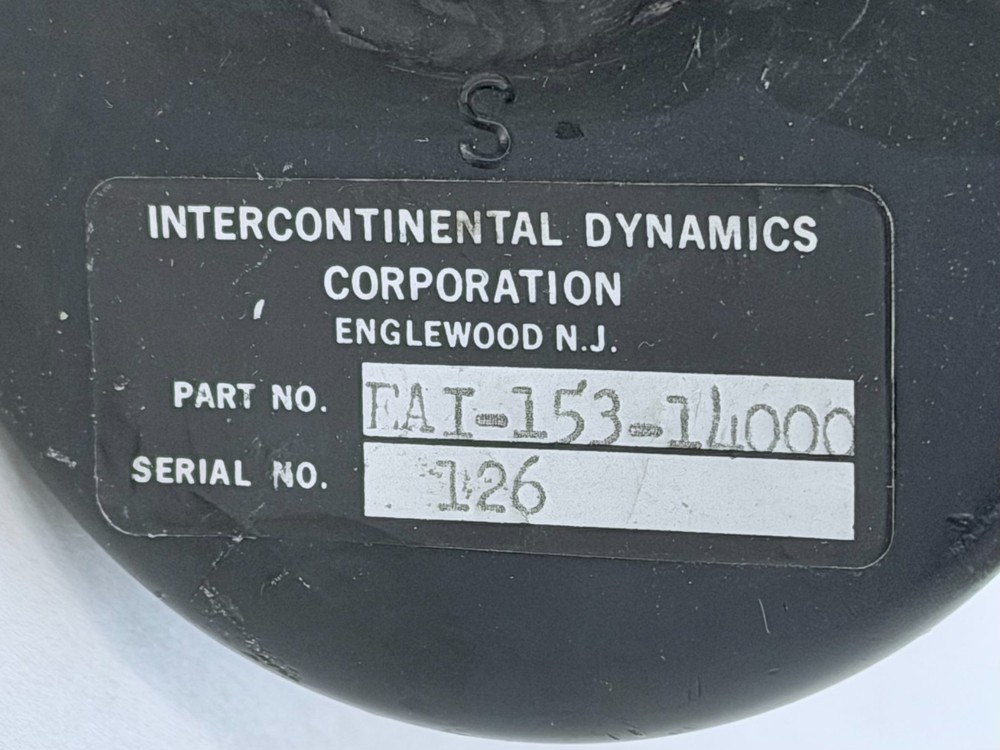 S
INTERCONTINENTAL DYNAMICS
CORPORATION
ENGLEWOOD N.J.
PART NO. EAI-153-14000
SERIAL NO. 126